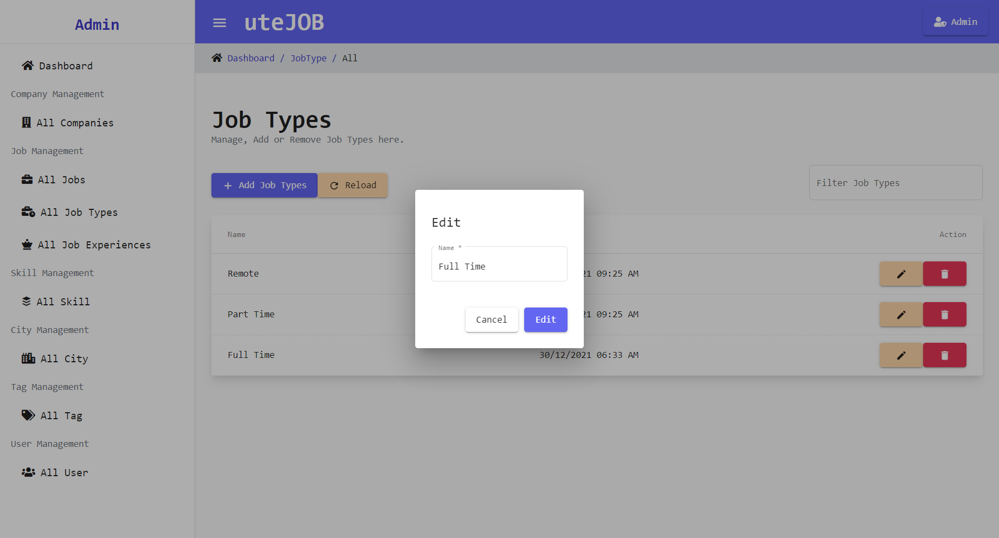 Admin
uteJOB
Admin
Dashboard
Company Management
All Companies
Job Management
All Jobs
All Job Types
All Job Experiences
Skill Management
All Skill
City Management
All City
Tag Management
All Tag
User Management
All User
Dashboard / JobType / All
Job Types
Manage, Add or Remove Job Types here.
Add Job Types
Reload
Filter Job Types
Name
Action
Remote
21 09:25 AM
Part Time
21 09:25 AM
Full Time
30/12/2021 06:33 AM
Edit
Name *
Full Time
Cancel
Edit